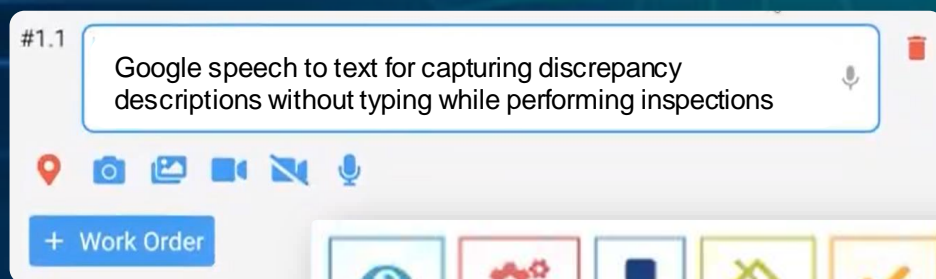 #1.1
Google speech to text for capturing discrepancy
descriptions without typing while performing inspections
+ Work Order